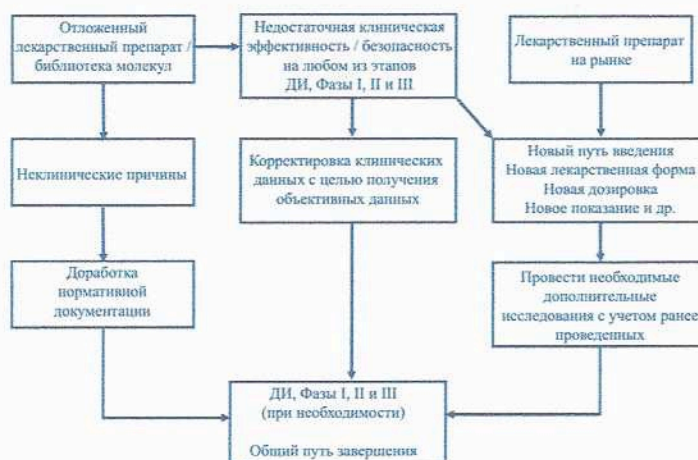 Отложенный
лекарственный препарат /
библиотека молекул
Недостаточная клиническая
эффективность / безопасность
на любом из этапов
ДИ, Фазы I, II и III
Лекарственный препарат
на рынке
Неклинические причины
Корректировка клинических
данных с целью получения
объективных данных
Новый путь введения
Новая лекарственная форма
Новая дозировка
Новое показание и др.
Доработка
нормативной
документации
Провести необходимые
дополнительные
исследования с учетом ранее
проведенных
ДИ, Фазы I, II и III
(при необходимости)
Общий путь завершения